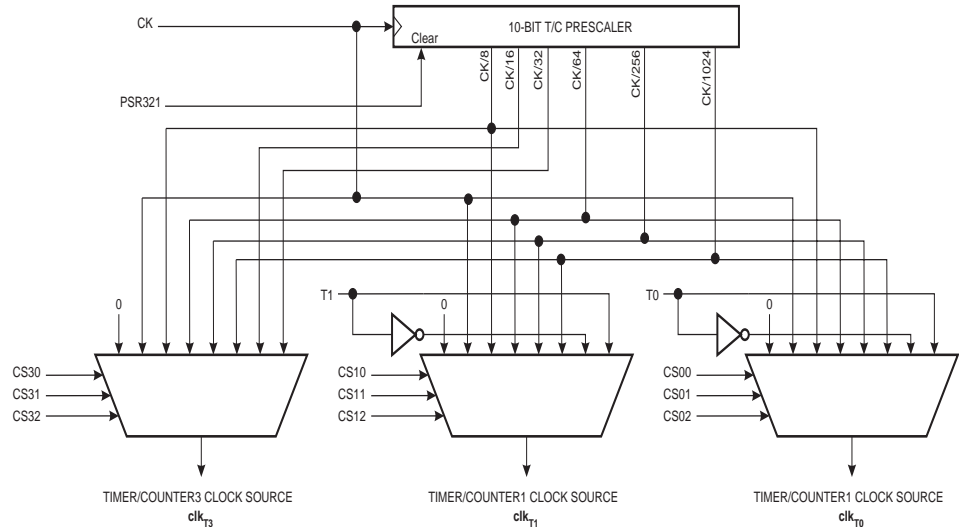 CK
10-BIT T/C PRESCALER
Clear
CK/8
CK/16
CK/32
CK/64
CK/256
CK/1024
PSR321
T1
T0
0
0
0
CS30
CS31
CS32
CS10
CS11
CS12
CS00
CS01
CS02
TIMER/COUNTER3 CLOCK SOURCE
clkT3
TIMER/COUNTER1 CLOCK SOURCE
clkT1
TIMER/COUNTER1 CLOCK SOURCE
clkT0